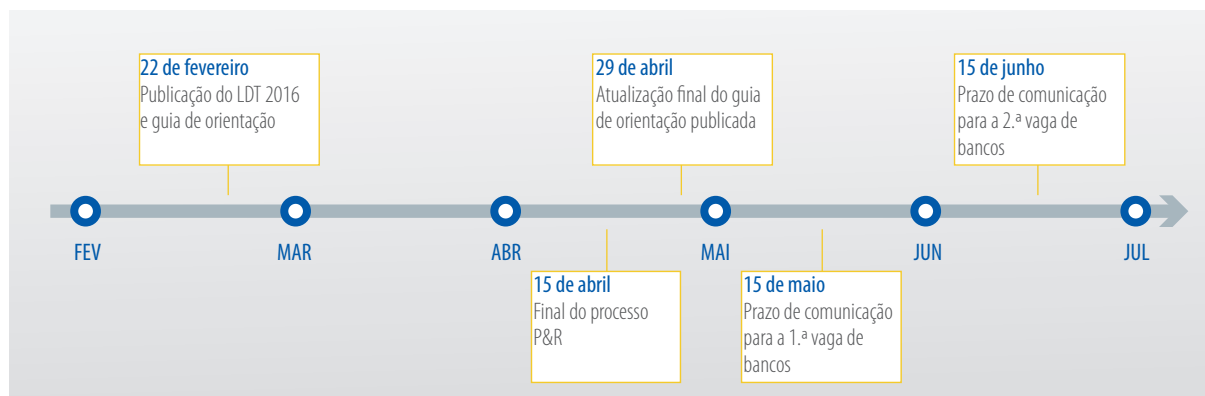 22 de fevereiro
Publicação do LDT 2016
e guia de orientação
29 de abril
Atualização final do guia
de orientação publicada
15 de junho
Prazo de comunicação
para a 2.ª vaga de
bancos
FEV
MAR
ABR
MAI
JUN
JUL
15 de abril
Final do processo
P&R
15 de maio
Prazo de comunicação
para a 1.ª vaga de
bancos